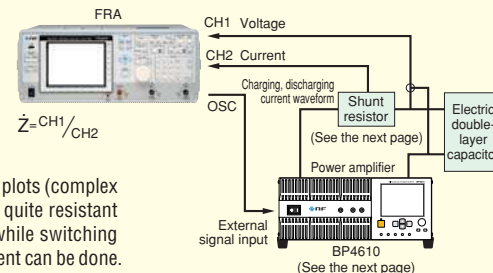 FRA
CH1 Voltage
CH2 Current
Charging, discharging
current waveform
OSC
Shunt
resistor
Electric
double-
layer
capacito
(See the next page)
Ż=CH1/CH2
Power amplifier
plots (complex
quite resistant
while switching
ent can be done.
External
signal input
BP4610
(See the next page)